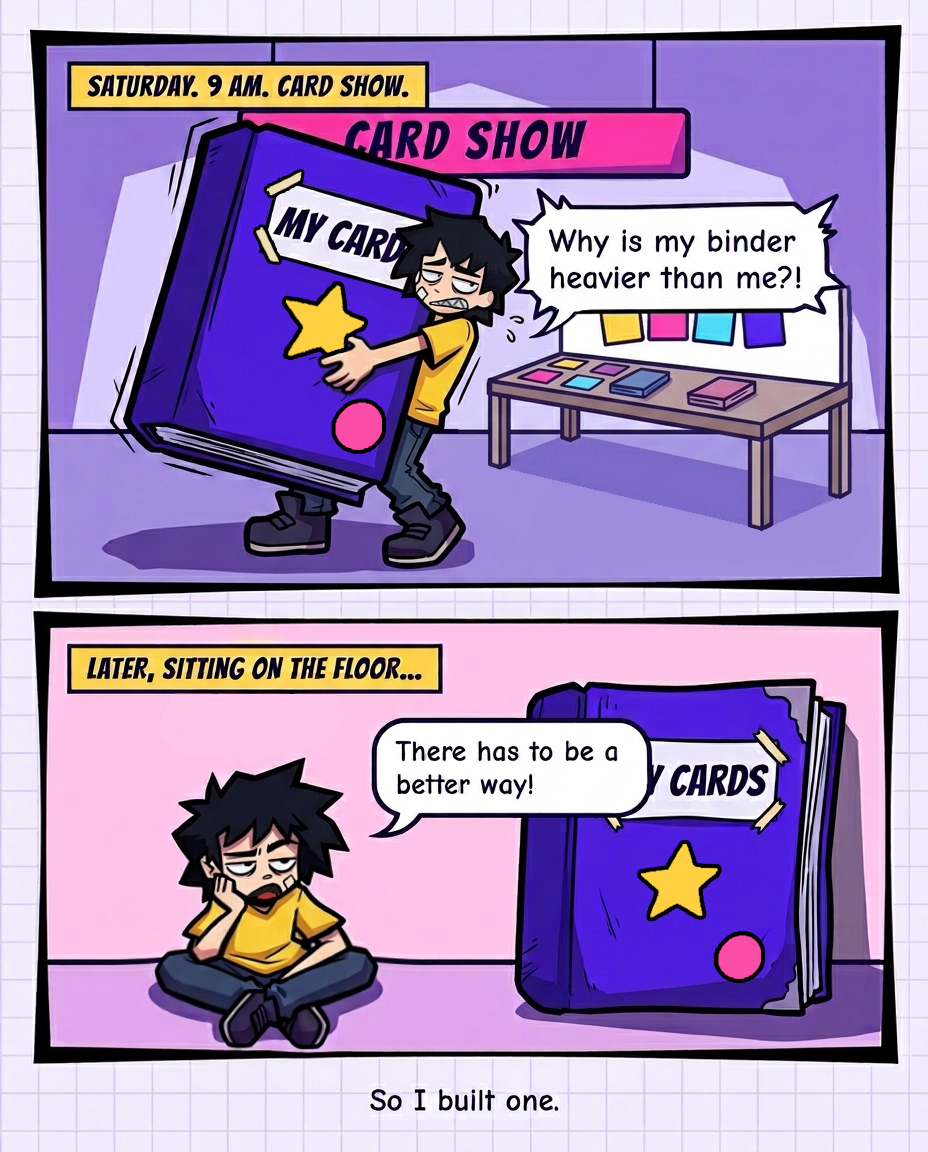 SATURDAY. 9 AM. CARD SHOW.
CARD SHOW
MY CARD
Why is my binder
heavier than me?!
LATER, SITTING ON THE FLOOR...
There has to be a
better way!
Y CARDS
So I built one.